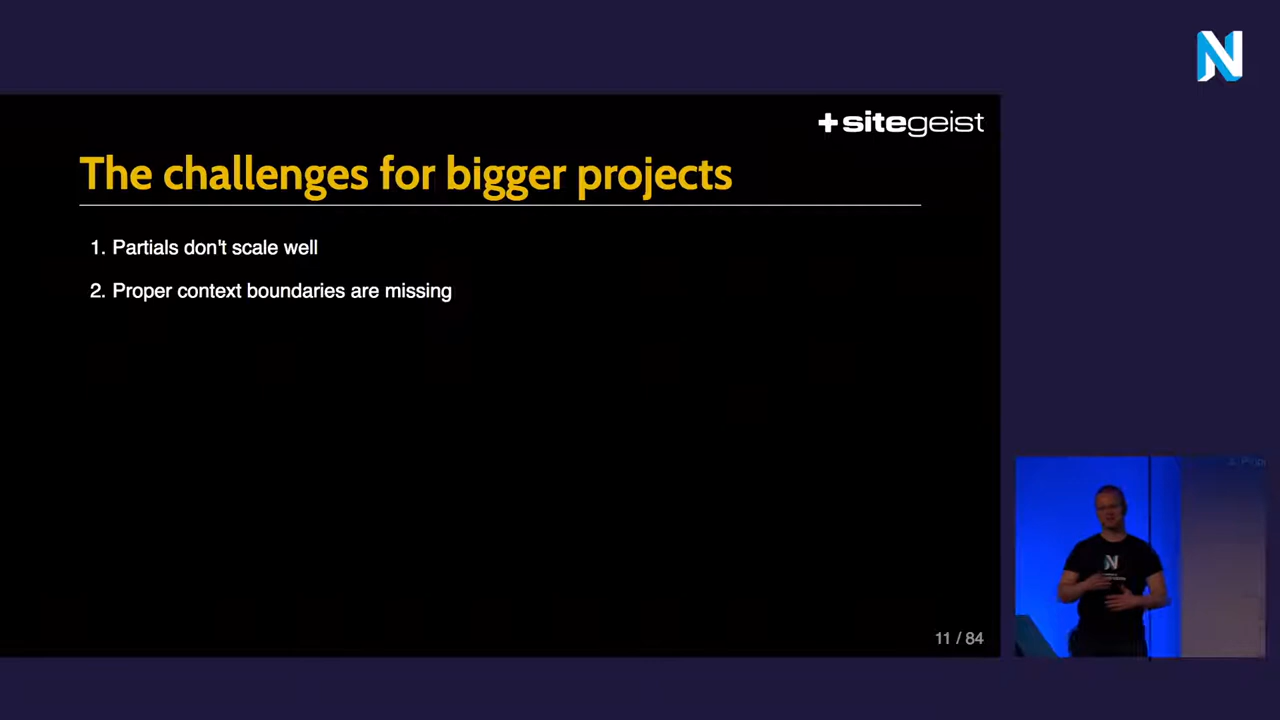 +sitegeist
The challenges for bigger projects
1. Partials don't scale well
2. Proper context boundaries are missing
11 / 84